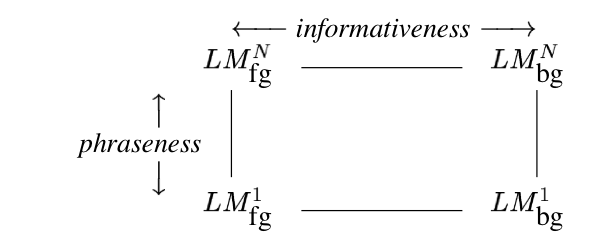 ←— informativeness —→
LM^N_fg LM^N_bg
phraseness
LM^1_fg LM^1_bg